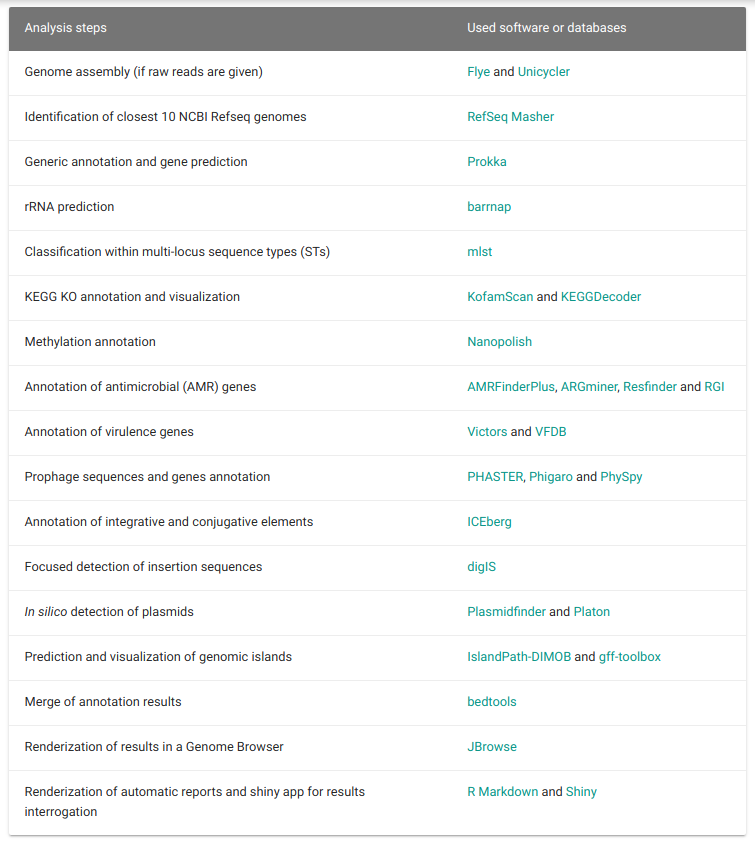 Analysis steps Used software or databases
Genome assembly (if raw reads are given) Flye and Unicycler
Identification of closest 10 NCBI Refseq genomes RefSeq Masher
Generic annotation and gene prediction Prokka
rRNA prediction barrnap
Classification within multi-locus sequence types (STs) mlst
KEGG KO annotation and visualization KofamScan and KEGGDecoder
Methylation annotation Nanopolish
Annotation of antimicrobial (AMR) genes AMRFinderPlus, ARGminer, Resfinder and RGI
Annotation of virulence genes Victors and VFDB
Prophage sequences and genes annotation PHASTER, Phigaro and PhySpy
Annotation of integrative and conjugative elements ICEberg
Focused detection of insertion sequences digIS
In silico detection of plasmids Plasmidfinder and Platon
Prediction and visualization of genomic islands IslandPath-DIMOB and gff-toolbox
Merge of annotation results bedtools
Renderization of results in a Genome Browser JBrowse
Renderization of automatic reports and shiny app for results R Markdown and Shiny
interrogation